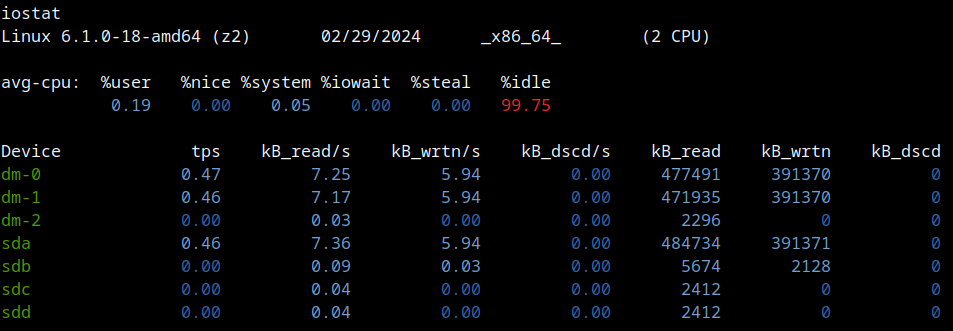 iostat
Linux 6.1.0-18-amd64 (z2) 02/29/2024 _x86_64_ (2 CPU)
avg-cpu: %user %nice %system %iowait %steal %idle
0.19 0.00 0.05 0.00 0.00 99.75
Device tps kB_read/s kB_wrtn/s kB_dscd/s kB_read kB_wrtn kB_dscd
dm-0 0.47 7.25 5.94 0.00 477491 391370 0
dm-1 0.46 7.17 5.94 0.00 471935 391370 0
dm-2 0.00 0.03 0.00 0.00 2296 0 0
sda 0.46 7.36 5.94 0.00 484734 391371 0
sdb 0.00 0.09 0.03 0.00 5674 2128 0
sdc 0.00 0.04 0.00 0.00 2412 0 0
sdd 0.00 0.04 0.00 0.00 2412 0 0